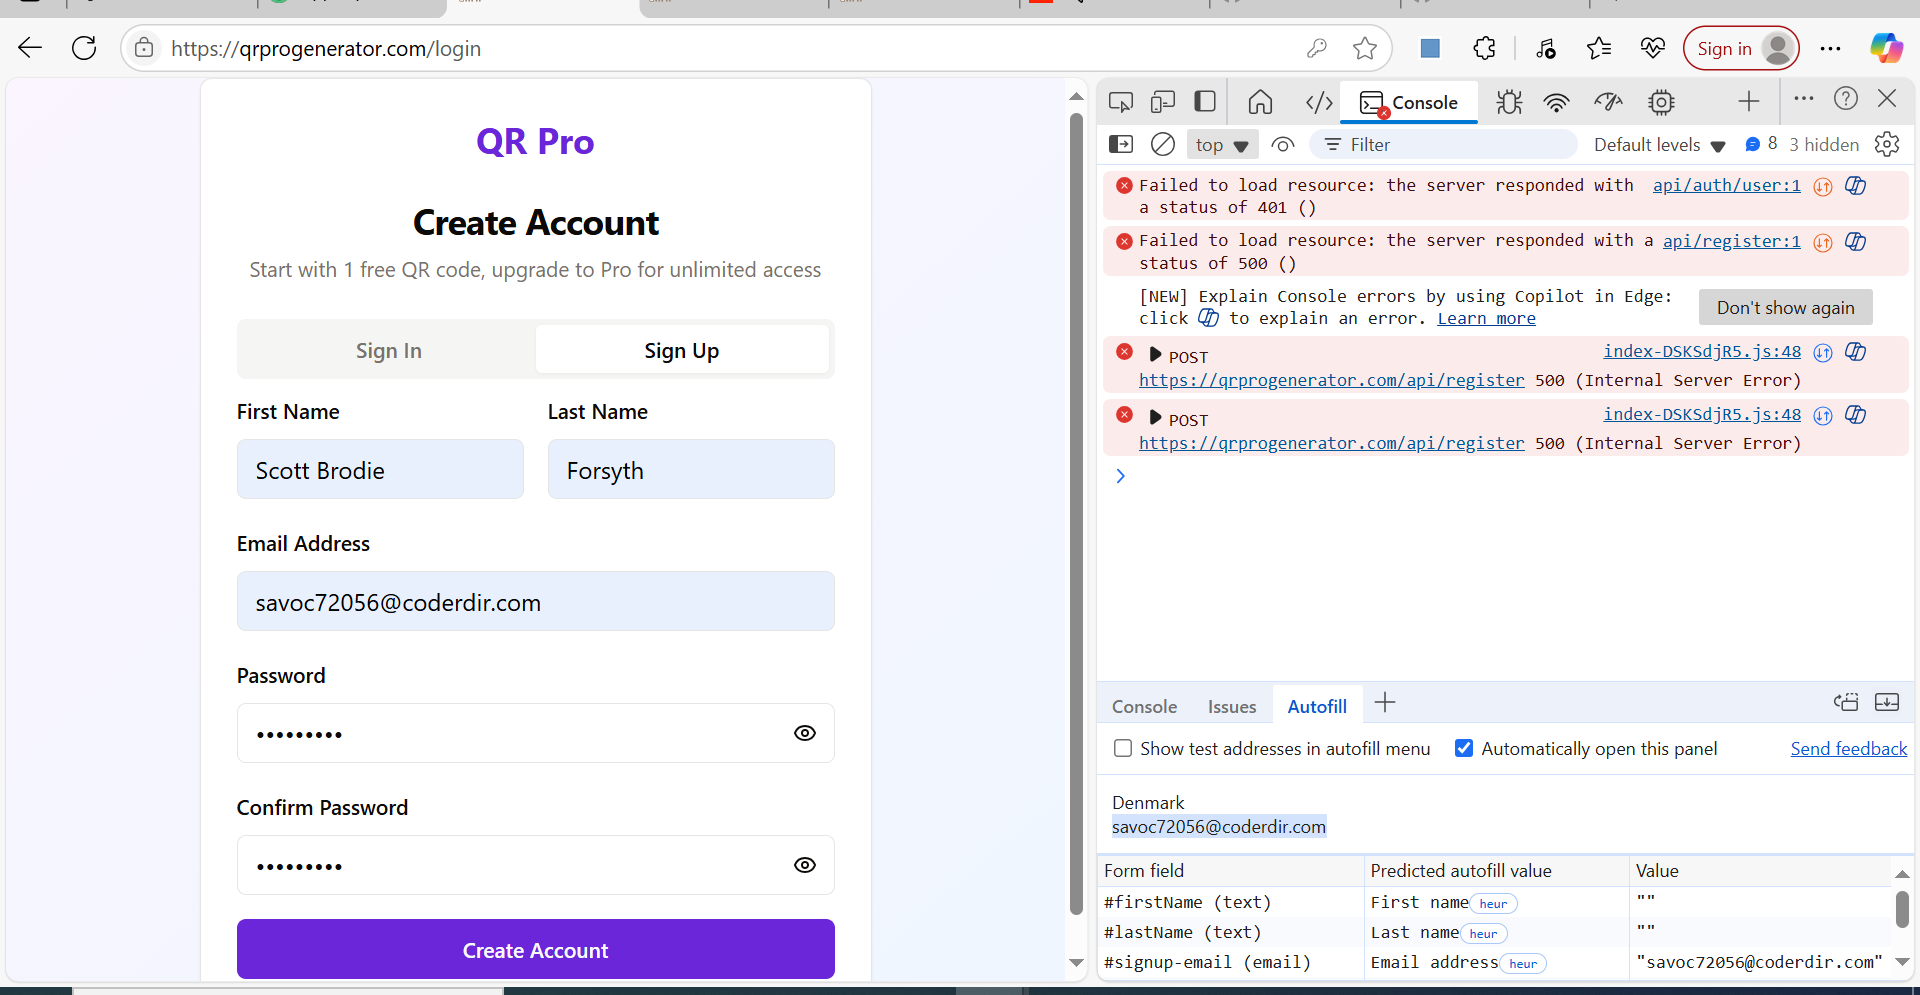 https://qrprogenerator.com/login
Sign in
QR Pro
Create Account
Start with 1 free QR code, upgrade to Pro for unlimited access
Sign In
Sign Up
First Name
Last Name
Scott Brodie
Forsyth
Email Address
savoc72056@coderdir.com
Password
•••••••••
Confirm Password
•••••••••
Create Account
Console
top
Filter
Default levels
8
3 hidden
Failed to load resource: the server responded with api/auth/user:1
a status of 401 ()
Failed to load resource: the server responded with a api/register:1
status of 500 ()
[NEW] Explain Console errors by using Copilot in Edge:
click to explain an error. Learn more
Don't show again
POST index-DSKSdjR5.js:48
https://qrprogenerator.com/api/register 500 (Internal Server Error)
POST index-DSKSdjR5.js:48
https://qrprogenerator.com/api/register 500 (Internal Server Error)
Console
Issues
Autofill
Show test addresses in autofill menu
Automatically open this panel
Send feedback
Denmark
savoc72056@coderdir.com
Form field Predicted autofill value Value
#firstName (text) First name heur ""
#lastName (text) Last name heur ""
#signup-email (email) Email address heur "savoc72056@coderdir.com"